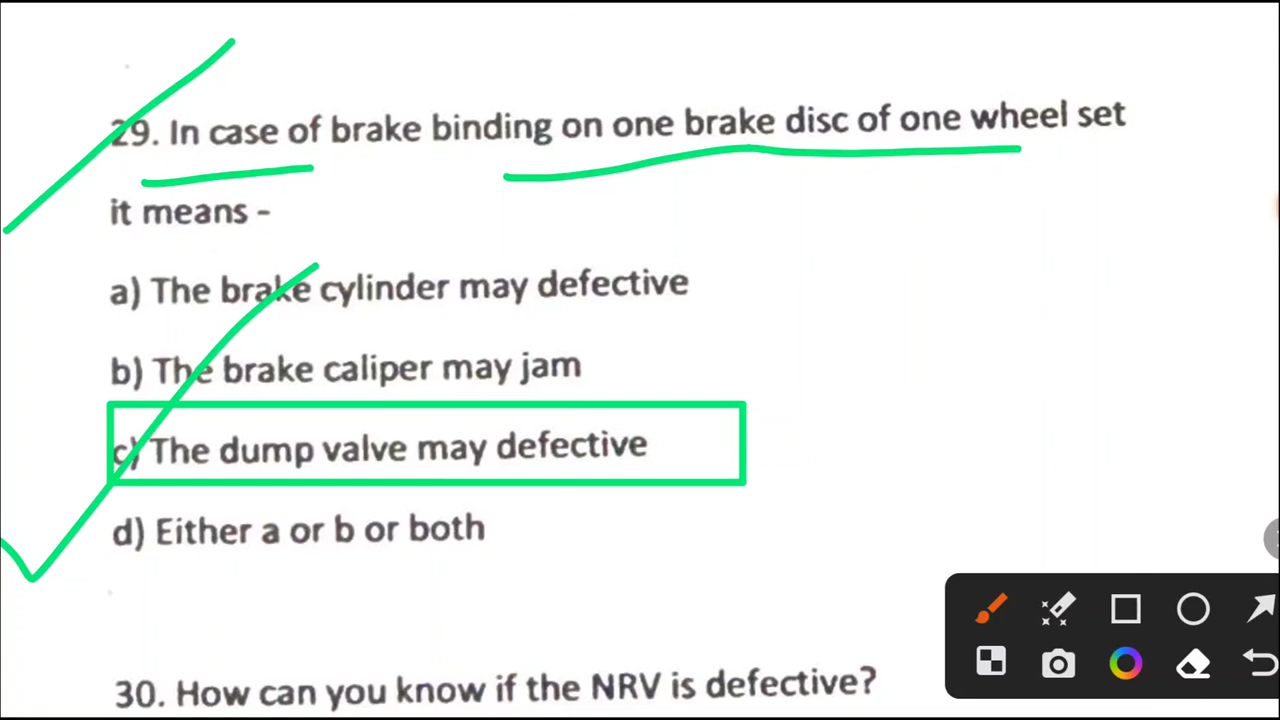 29. In case of brake binding on one brake disc of one wheel set
it means -
a) The brake cylinder may defective
b) The brake caliper may jam
c) The dump valve may defective
d) Either a or b or both
30. How can you know if the NRV is defective?